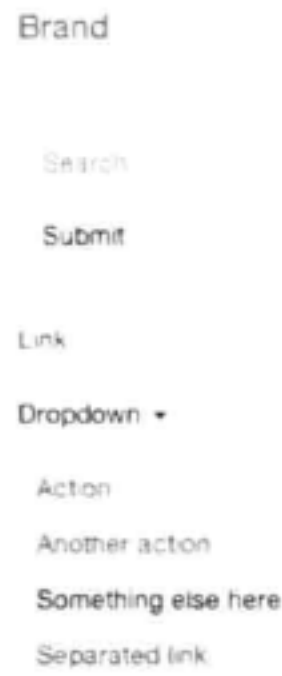 Brand
Search
Submit
Link
Dropdown
Action
Another action
Something else here
Separated link